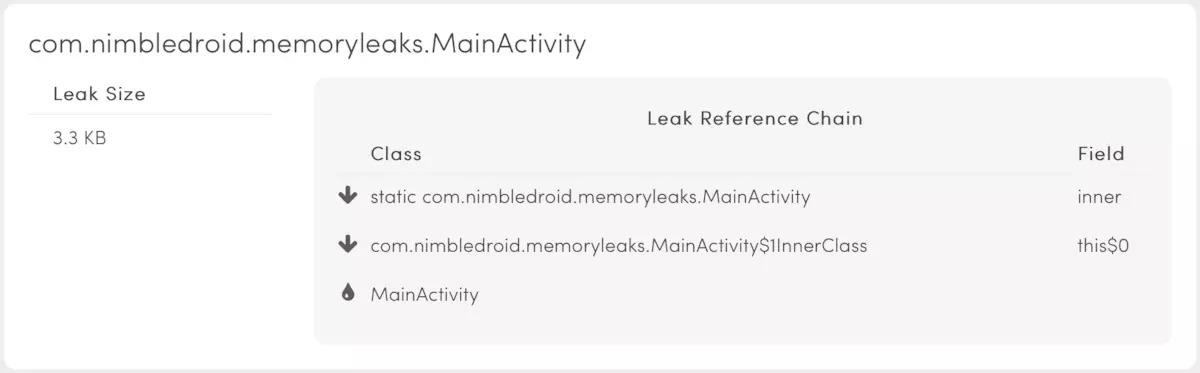 com.nimbledroid.memoryleaks.MainActivity
Leak Size
3.3 KB
Leak Reference Chain
Class Field
static com.nimbledroid.memoryleaks.MainActivity inner
com.nimbledroid.memoryleaks.MainActivity$1InnerClass this$0
MainActivity